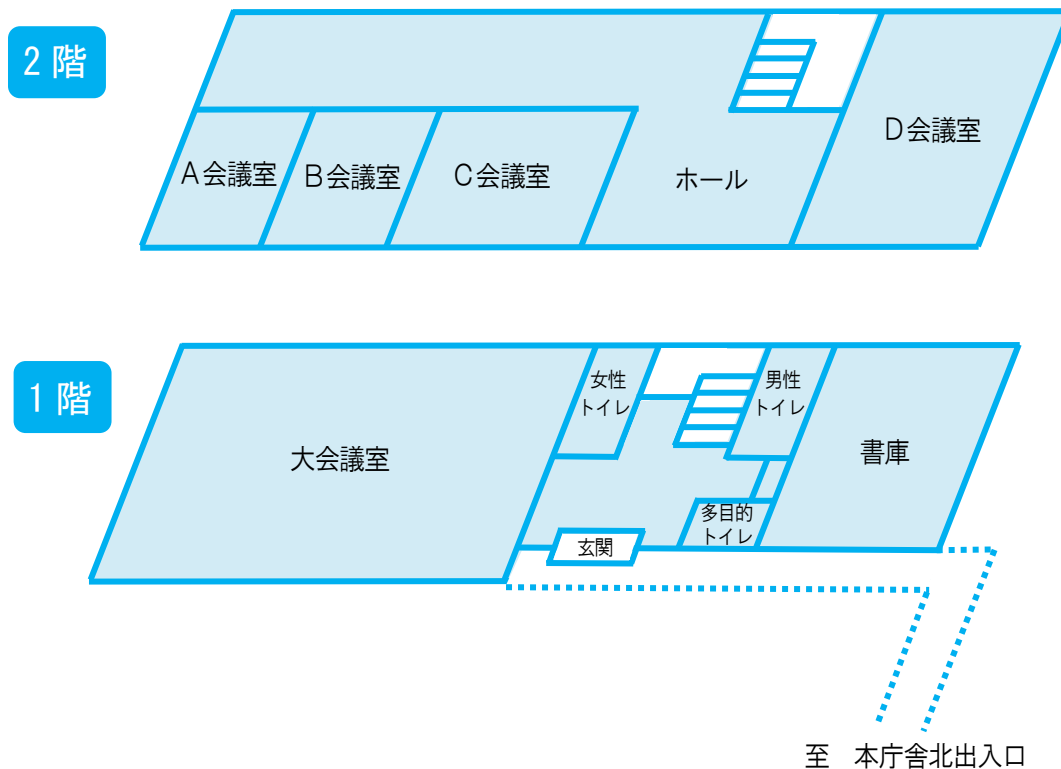 2階
A会議室
B会議室
C会議室
ホール
D会議室
1階
大会議室
女性
トイレ
男性
トイレ
書庫
多目的
トイレ
玄関
至　本庁舎北出入口